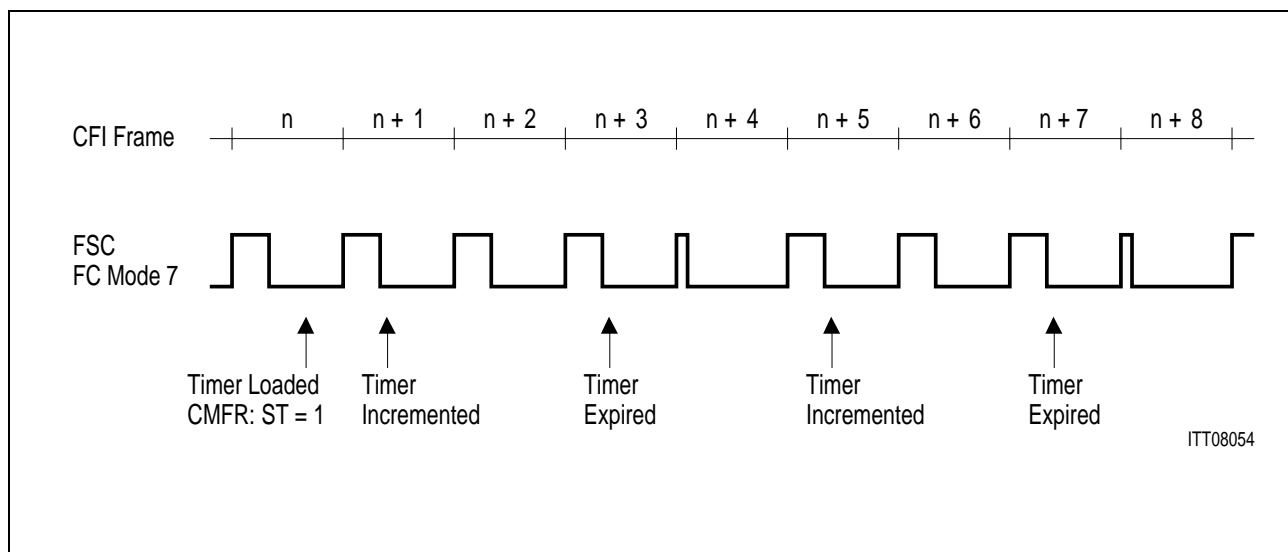 CFI Frame n n + 1 n + 2 n + 3 n + 4 n + 5 n + 6 n + 7 n + 8
FSC
FC Mode 7
Timer Loaded Timer Timer Timer Timer
CMFR: ST = 1 Incremented Expired Incremented Expired
ITT08054